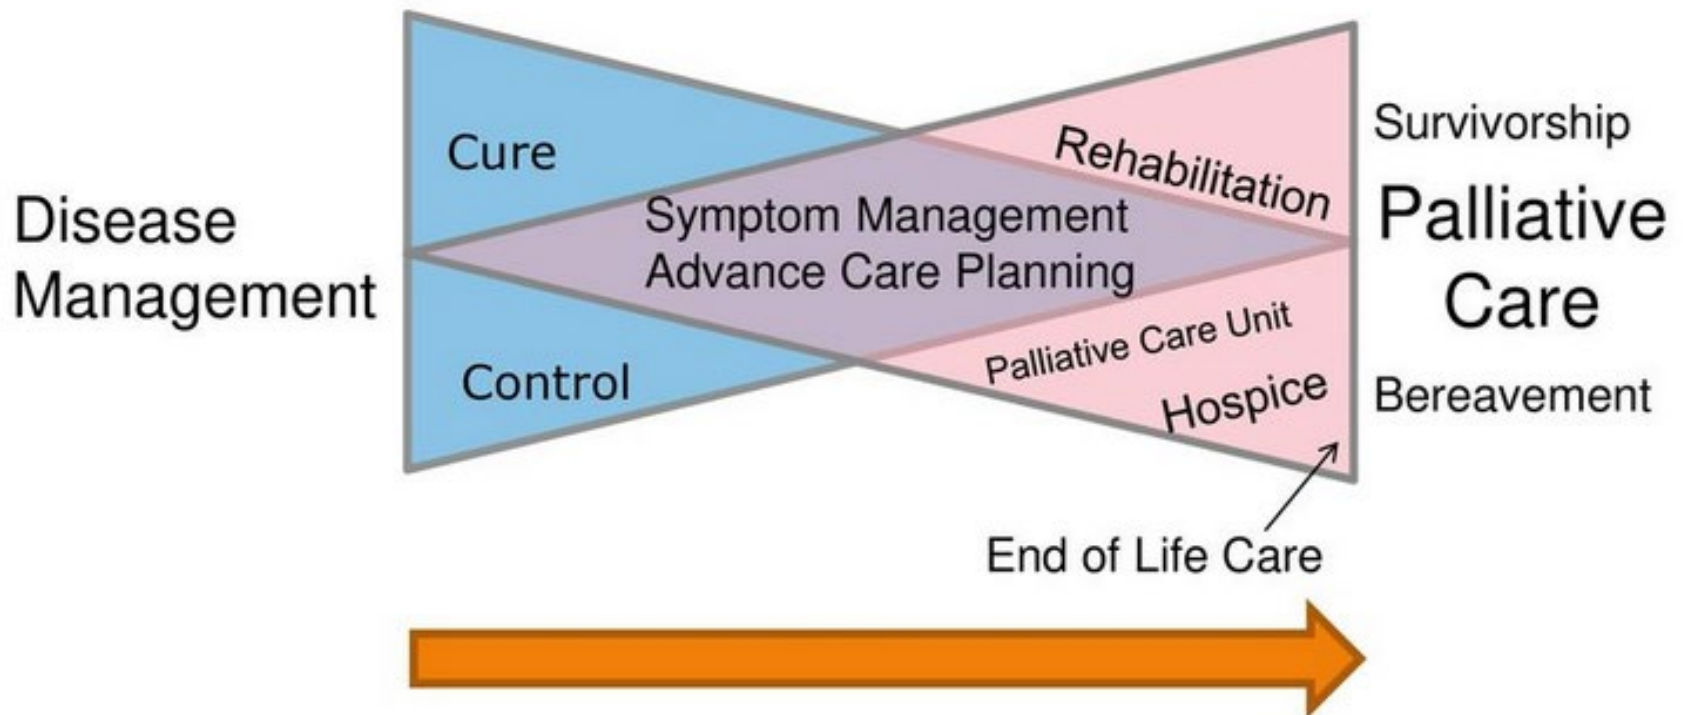 Disease
Management
Cure
Control
Symptom Management
Advance Care Planning
Rehabilitation
Palliative Care Unit
Hospice
End of Life Care
Survivorship
Palliative
Care
Bereavement